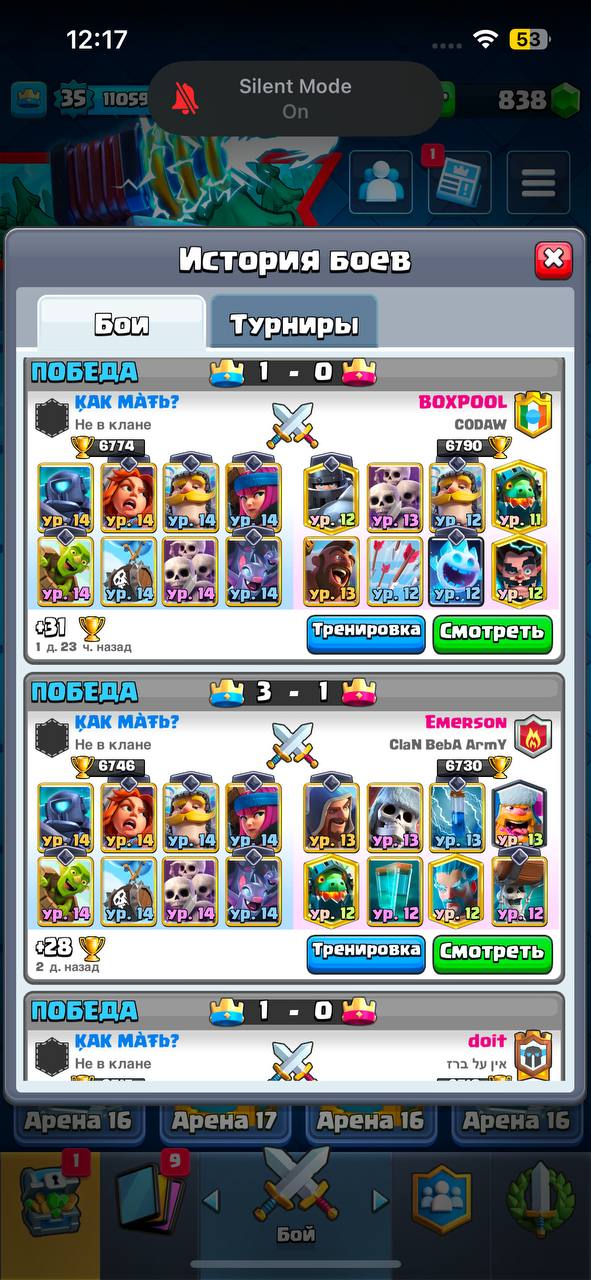 12:17
53
Silent Mode
On
35 11059
838
1
История боев
Бои
Турниры
ПОБЕДА 1 - 0
ЌАК МÀŦЬ?
BOXPOOL
Не в клане
CODAW
6774
6790
Ур. 14 Ур. 14 Ур. 14 Ур. 14 Ур. 12 Ур. 13 Ур. 12 Ур. 11
Ур. 14 Ур. 14 Ур. 14 Ур. 14 Ур. 13 Ур. 12 Ур. 12 Ур. 12
+31
Тренировка Смотреть
1 д. 23 ч. назад
ПОБЕДА 3 - 1
ЌАК МÀŦЬ?
Emerson
Не в клане
ClaN BebA ArmY
6746
6730
Ур. 14 Ур. 14 Ур. 14 Ур. 14 Ур. 13 Ур. 13 Ур. 13 Ур. 13
Ур. 14 Ур. 14 Ур. 14 Ур. 14 Ур. 12 Ур. 12 Ур. 12 Ур. 12
+28
Тренировка Смотреть
2 д. назад
ПОБЕДА 1 - 0
ЌАК МÀŦЬ?
doit
Не в клане
אין על ברז
Арена 16 Арена 17 Арена 16 Арена 16
1
9
Бой